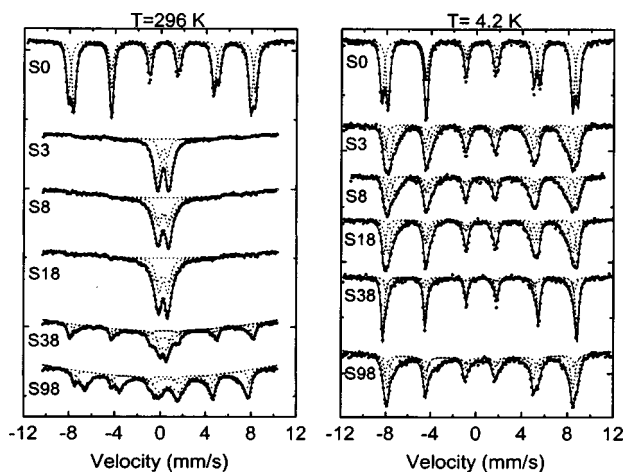 T=296 K
S0
S3
S8
S18
S38
S98
-12 -8 -4 0 4 8 12
Velocity (mm/s)
T= 4.2 K
S0
S3
S8
S18
S38
S98
-12 -8 -4 0 4 8 12
Velocity (mm/s)